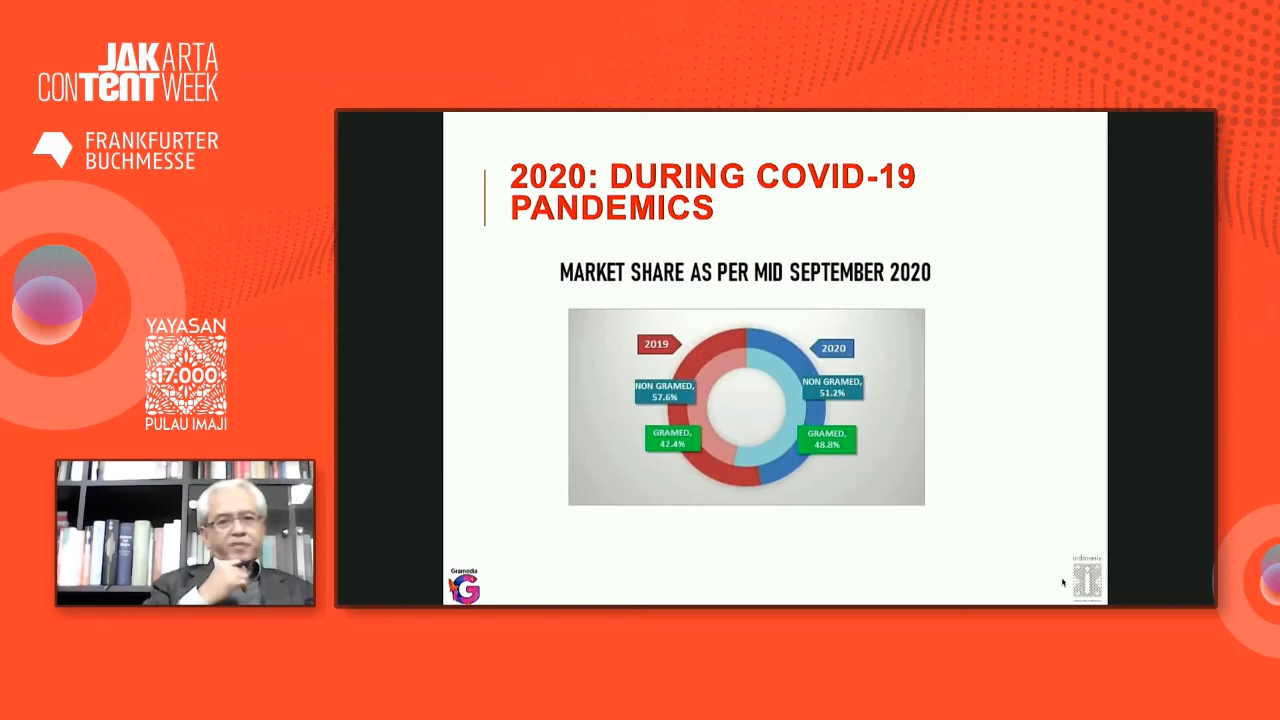 JAKARTA
CONTENT WEEK
FRANKFURTER
BUCHMESSE
YAYASAN
17.000
PULAU IMAJI
2020: DURING COVID-19
PANDEMICS
MARKET SHARE AS PER MID SEPTEMBER 2020
2019
2020
NON GRAMED,
57.6%
NON GRAMED,
51.2%
GRAMED,
42.4%
GRAMED,
48.8%
Gramedia
G
indonesia
i